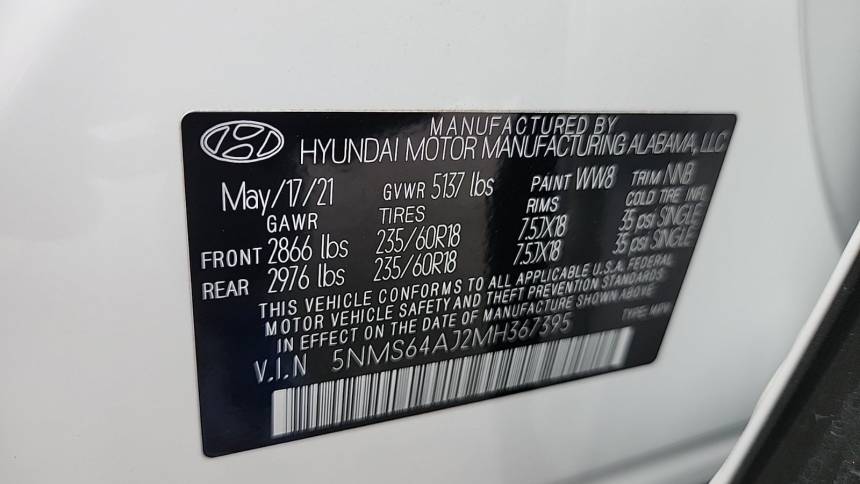 MANUFACTURED BY
HYUNDAI MOTOR MANUFACTURING ALABAMA, LLC
May/17/21 GVWR 5137 lbs PAINT WW8 TRIM NNB
GAWR TIRES RIMS COLD TIRE INFL
FRONT 2866 lbs 235/60R18 7.5JX18 35 psi SINGLE
REAR 2976 lbs 235/60R18 7.5JX18 35 psi SINGLE
THIS VEHICLE CONFORMS TO ALL APPLICABLE U.S.A. FEDERAL
MOTOR VEHICLE SAFETY AND THEFT PREVENTION STANDARDS
IN EFFECT ON THE DATE OF MANUFACTURE SHOWN ABOVE
V.I.N 5NMS64AJ2MH367395 TYPE: MPV